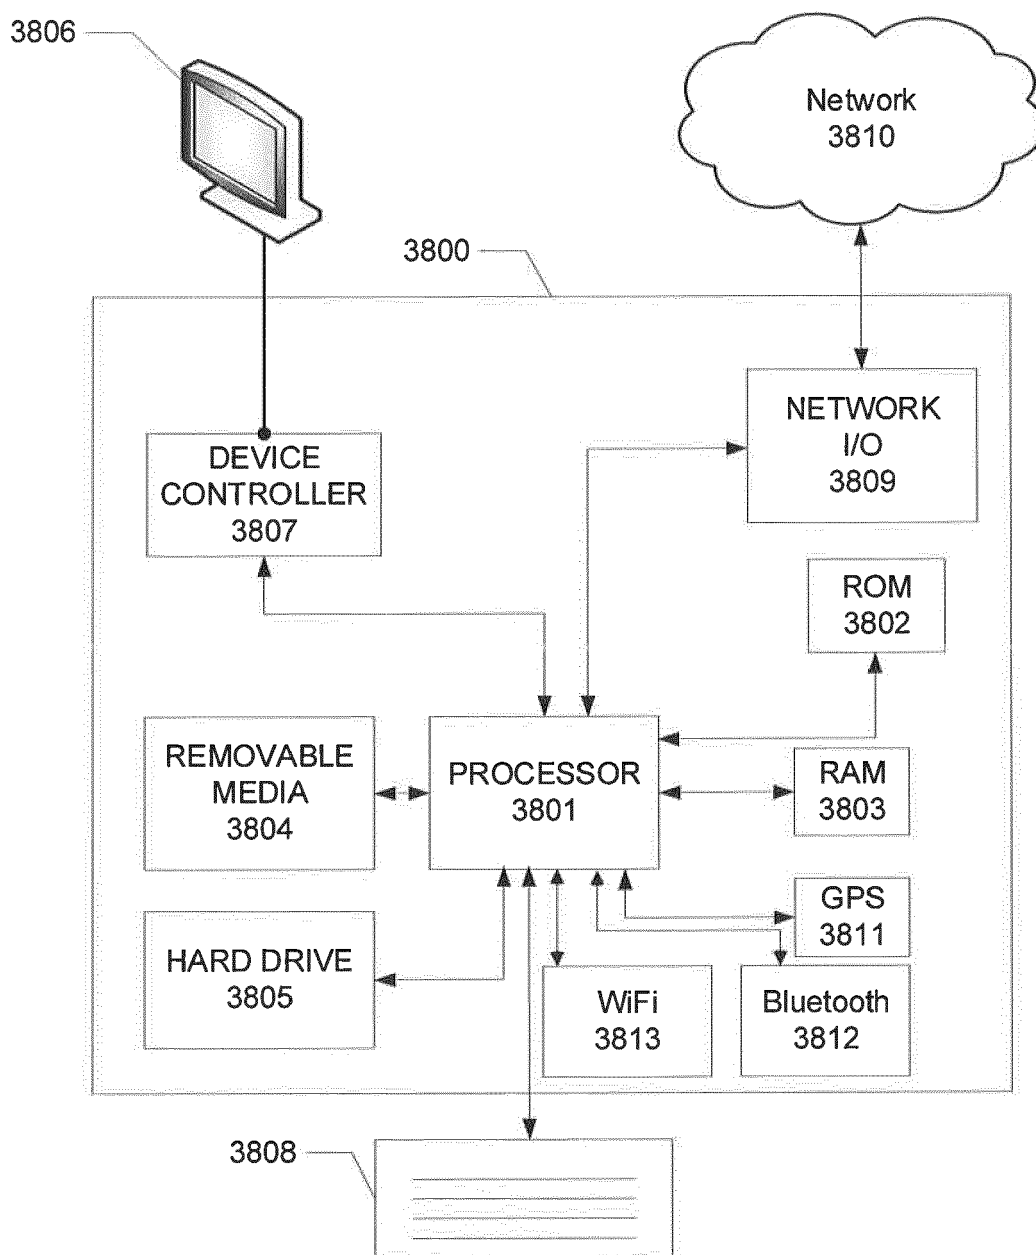 3806
Network
3810
3800
NETWORK
I/O
3809
DEVICE
CONTROLLER
3807
ROM
3802
REMOVABLE
MEDIA
3804
PROCESSOR
3801
RAM
3803
GPS
3811
HARD DRIVE
3805
WiFi
3813
Bluetooth
3812
3808